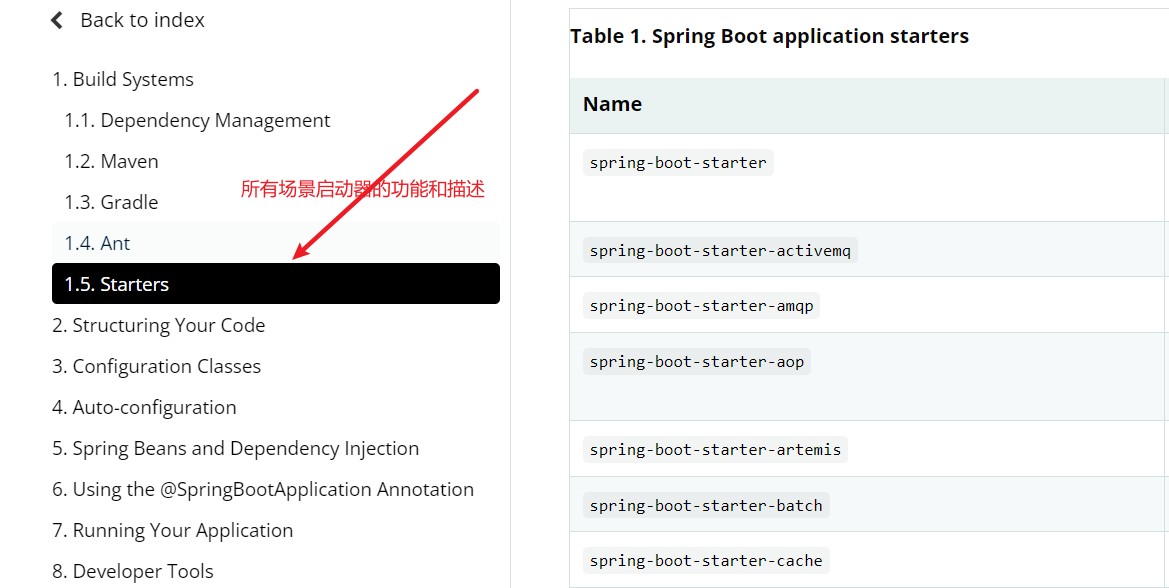 Back to index
1. Build Systems
1.1. Dependency Management
1.2. Maven
1.3. Gradle
所有场景启动器的功能和描述
1.4. Ant
1.5. Starters
2. Structuring Your Code
3. Configuration Classes
4. Auto-configuration
5. Spring Beans and Dependency Injection
6. Using the @SpringBootApplication Annotation
7. Running Your Application
8. Developer Tools
Table 1. Spring Boot application starters
Name
spring-boot-starter
spring-boot-starter-activemq
spring-boot-starter-amqp
spring-boot-starter-aop
spring-boot-starter-artemis
spring-boot-starter-batch
spring-boot-starter-cache